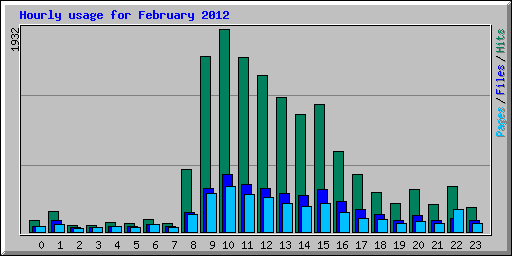 Hourly usage for February 2012
1932
Pages / Files / Hits
0 1 2 3 4 5 6 7 8 9 10 11 12 13 14 15 16 17 18 19 20 21 22 23